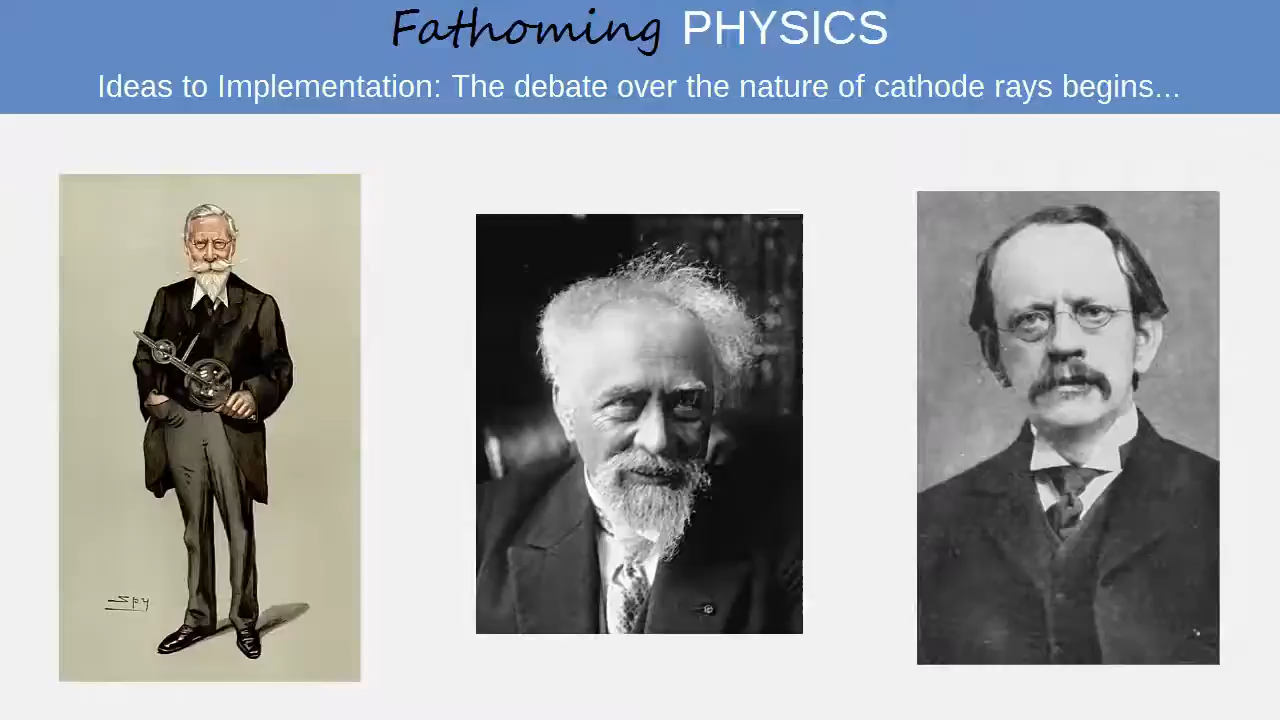 Fathoming PHYSICS
Ideas to Implementation: The debate over the nature of cathode rays begins...
Spy